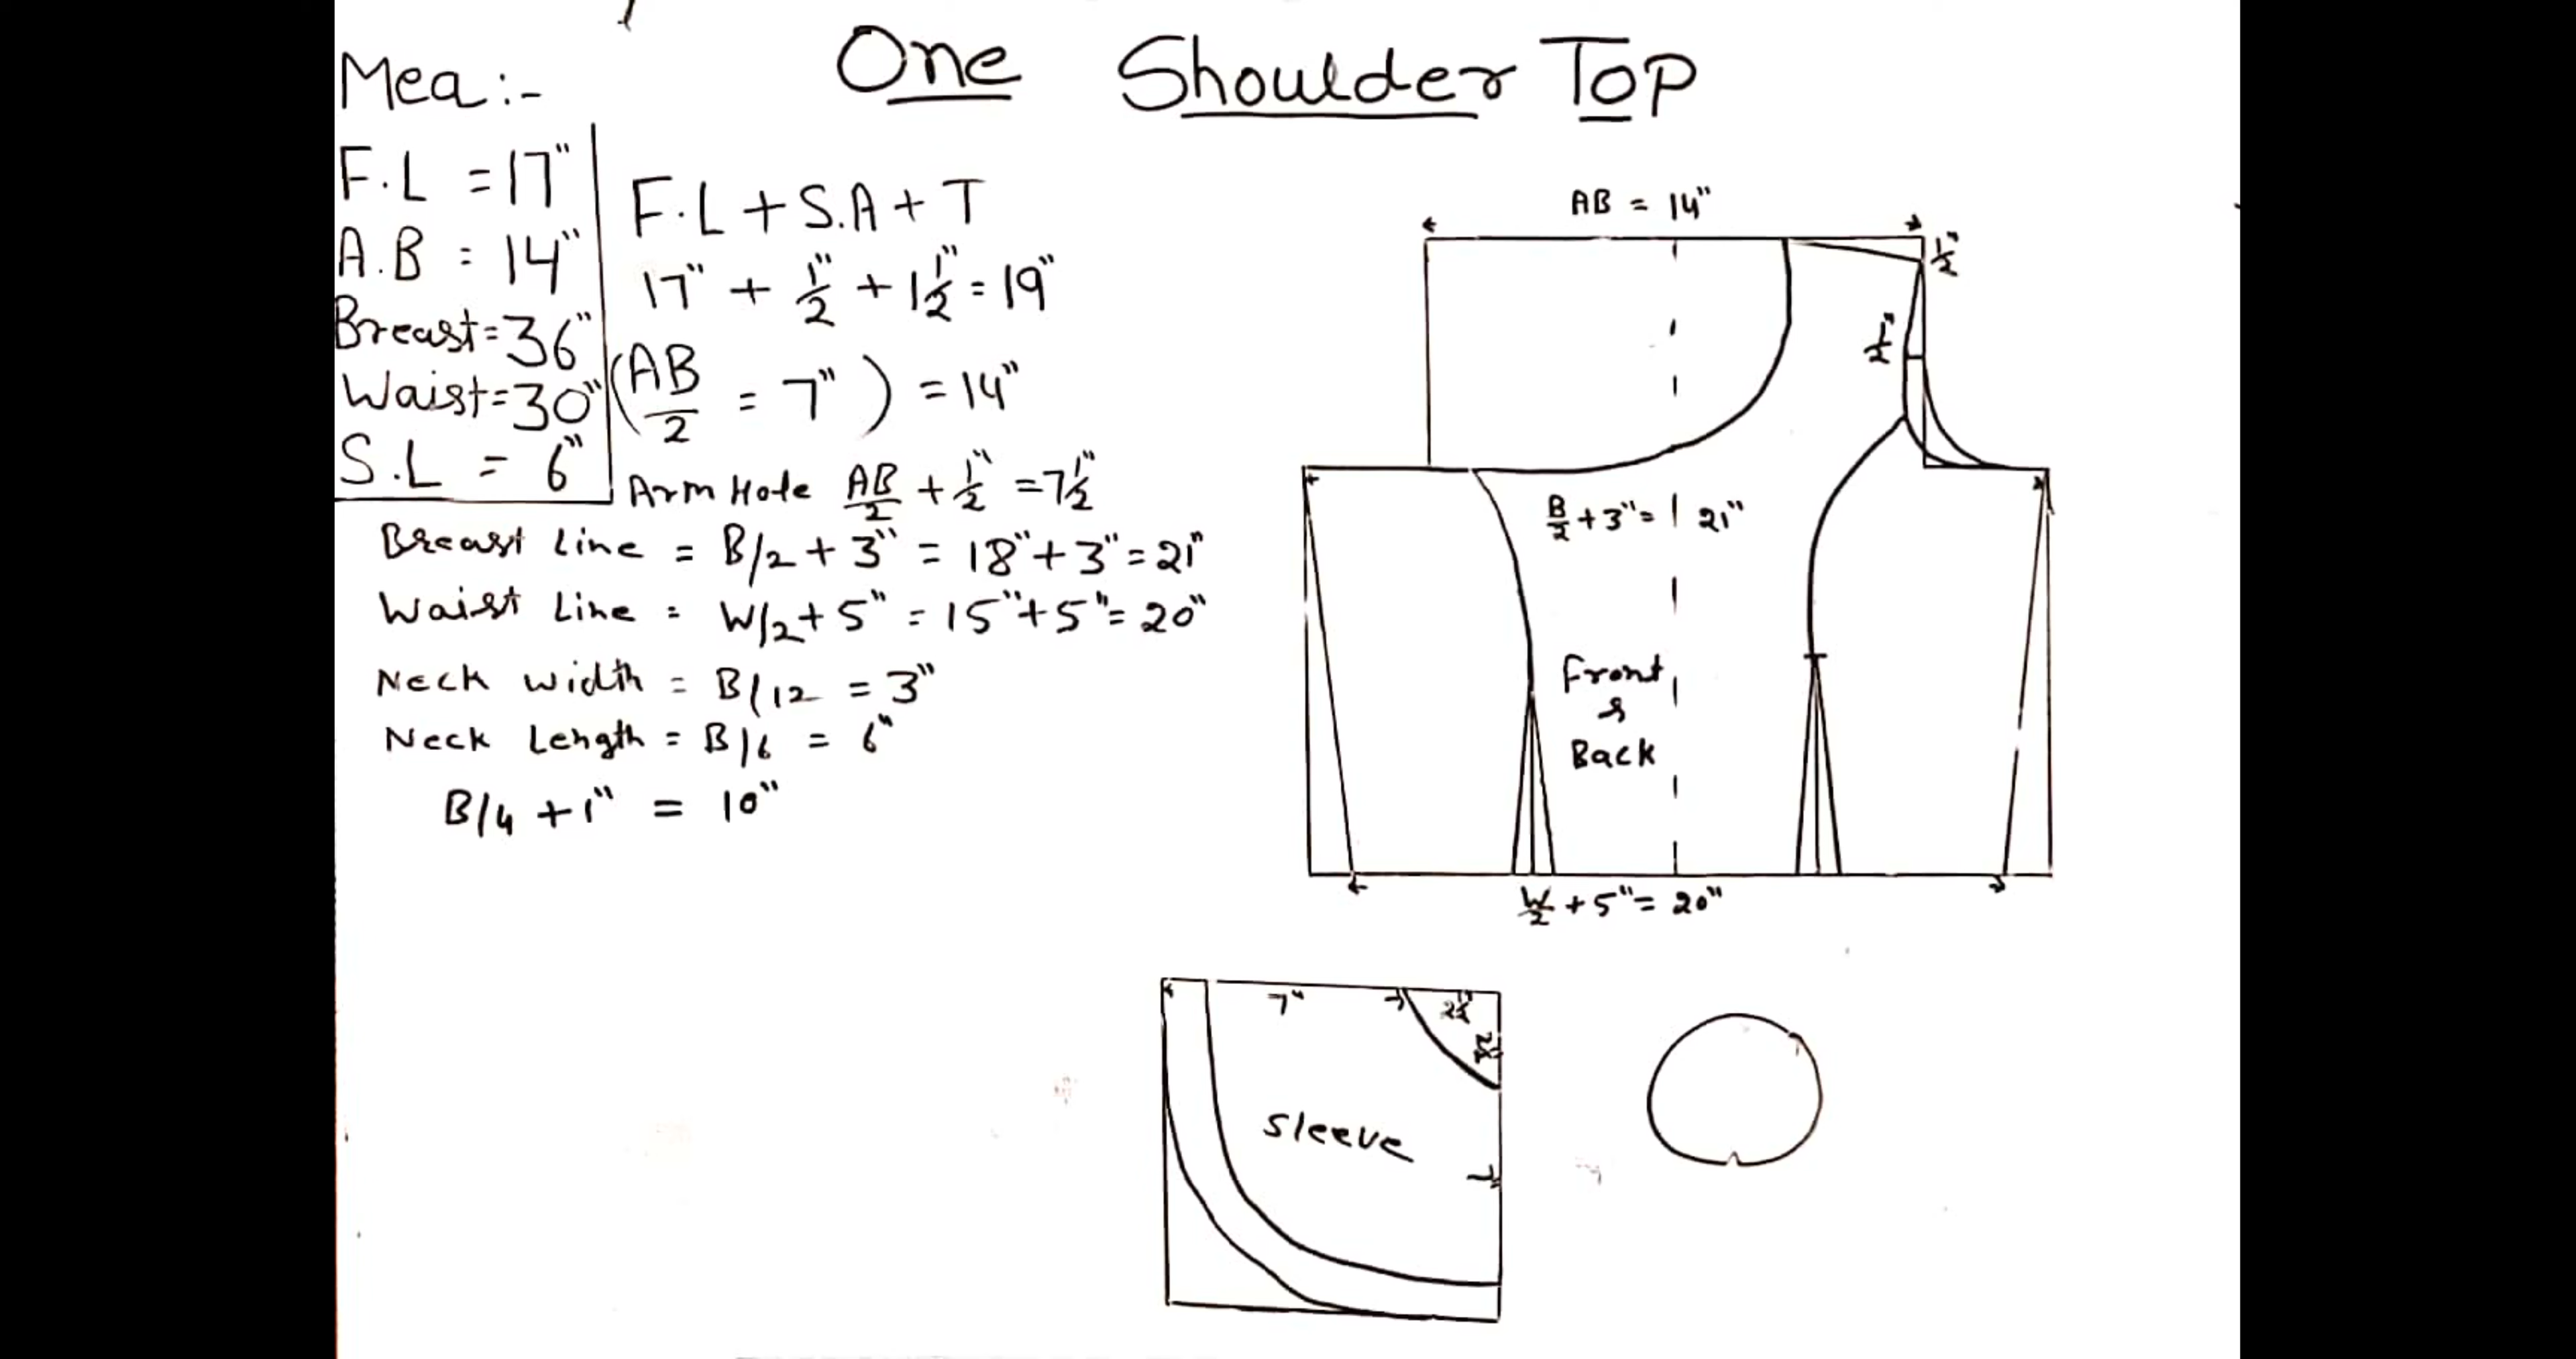 One Shoulder Top
Mea:-
F.L = 17"
A.B = 14"
Breast = 36"
Waist = 30"
S.L = 6"
F.L + S.A + T
17" + 1/2" + 1 1/2" = 19"
(AB/2 = 7") = 14"
Arm Hole AB/2 + 1/2" = 7 1/2"
Breast Line = B/2 + 3" = 18" + 3" = 21"
Waist Line = W/2 + 5" = 15" + 5" = 20"
Neck width = B/12 = 3"
Neck Length = B/6 = 6"
B/4 + 1" = 10"
AB = 14"
1/2"
1/2"
B/2 + 3" = 21"
Front
&
Back
W/2 + 5" = 20"
7"
sleeve